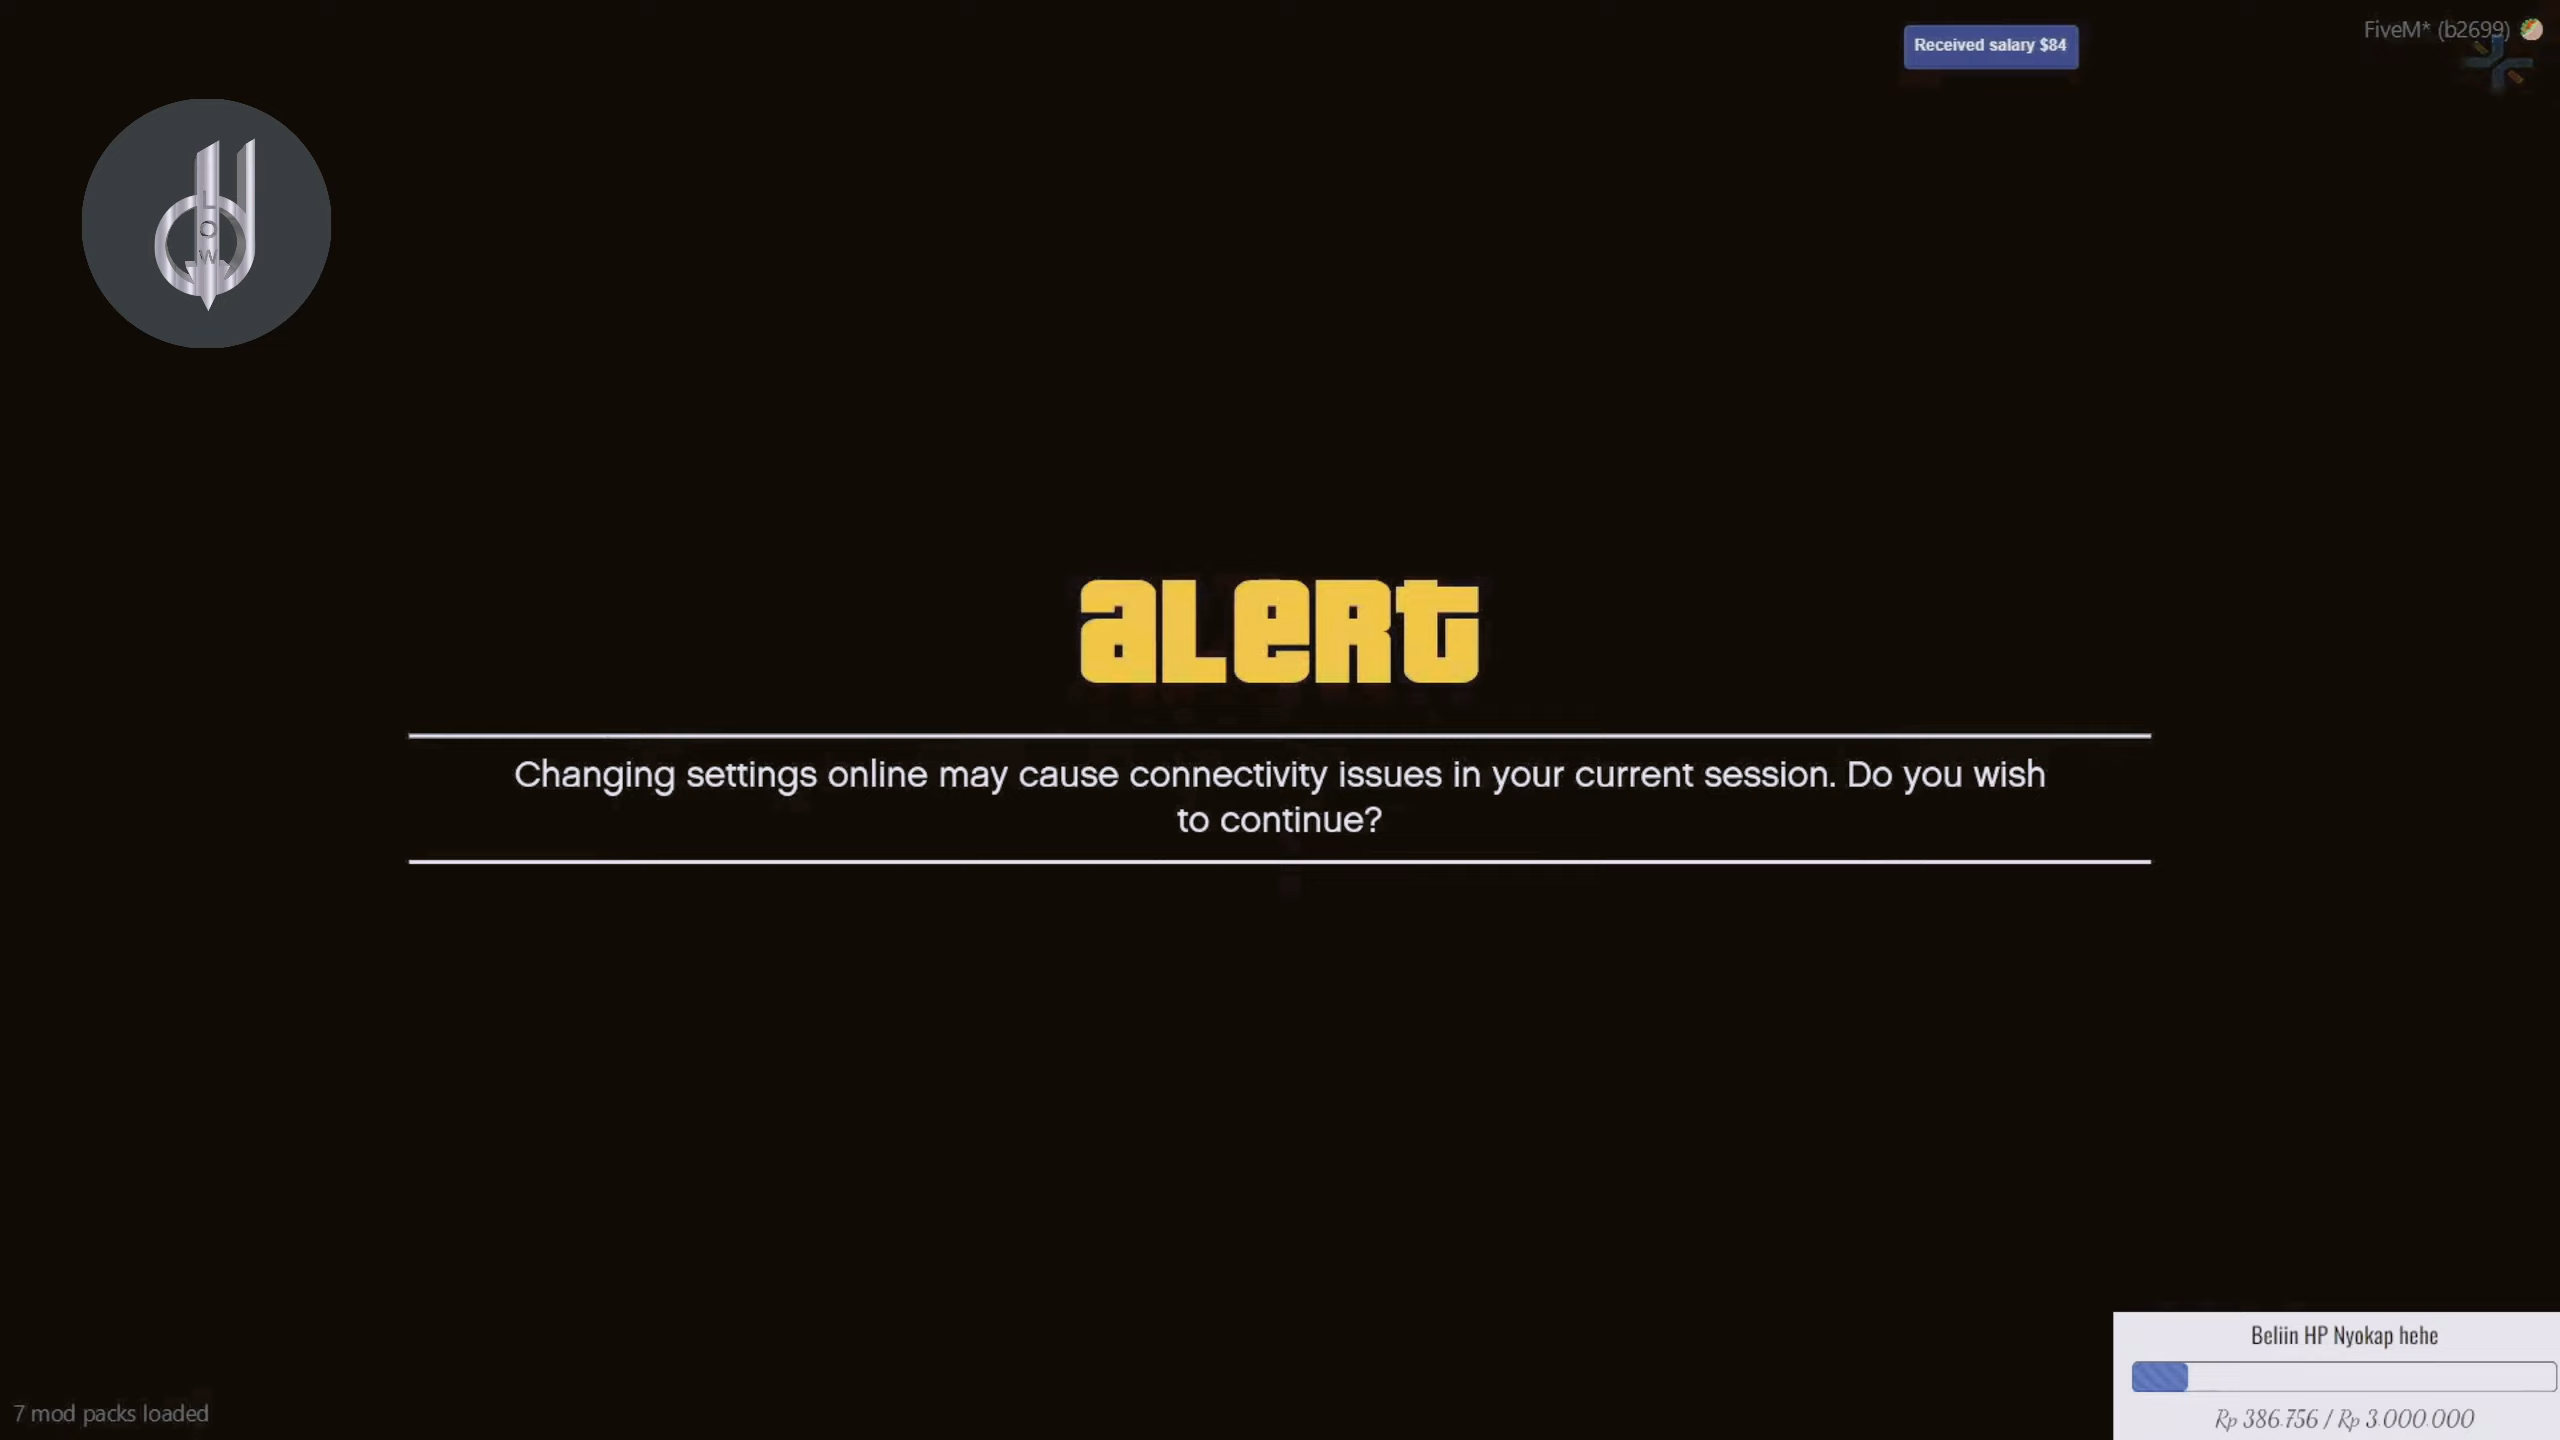 FiveM* (b2699)
Received salary $84
L
O
W
alert
Changing settings online may cause connectivity issues in your current session. Do you wish
to continue?
Beliin HP Nyokap hehe
Rp 386.756 / Rp 3.000.000
7 mod packs loaded